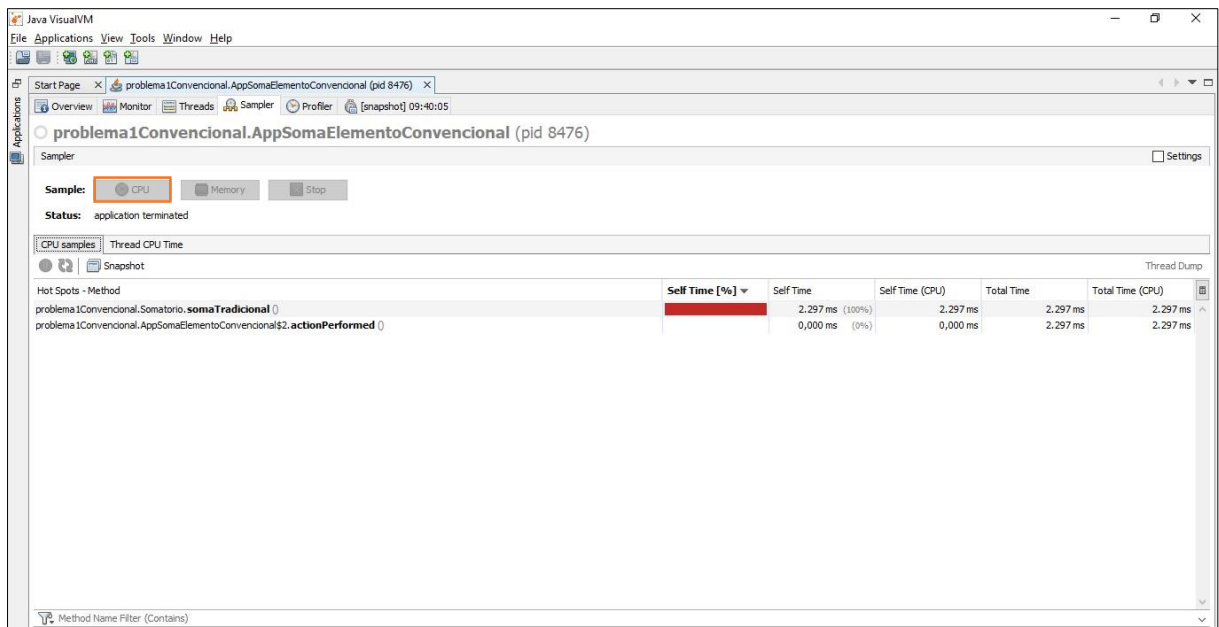 Java VisualVM
File Applications View Tools Window Help
Start Page X problema1Convencional.AppSomaElementoConvencional (pid 8476) X
Applications
Overview Monitor Threads Sampler Profiler [snapshot] 09:40:05
problema1Convencional.AppSomaElementoConvencional (pid 8476)
Sampler Settings
Sample: CPU Memory Stop
Status: application terminated
CPU samples Thread CPU Time
Snapshot Thread Dump
Hot Spots - Method Self Time [%] Self Time Self Time (CPU) Total Time Total Time (CPU)
problema1Convencional.Somatorio.somaTradicional () 2.297 ms (100%) 2.297 ms 2.297 ms 2.297 ms
problema1Convencional.AppSomaElementoConvencional$2.actionPerformed () 0,000 ms (0%) 0,000 ms 2.297 ms 2.297 ms
Method Name Filter (Contains)